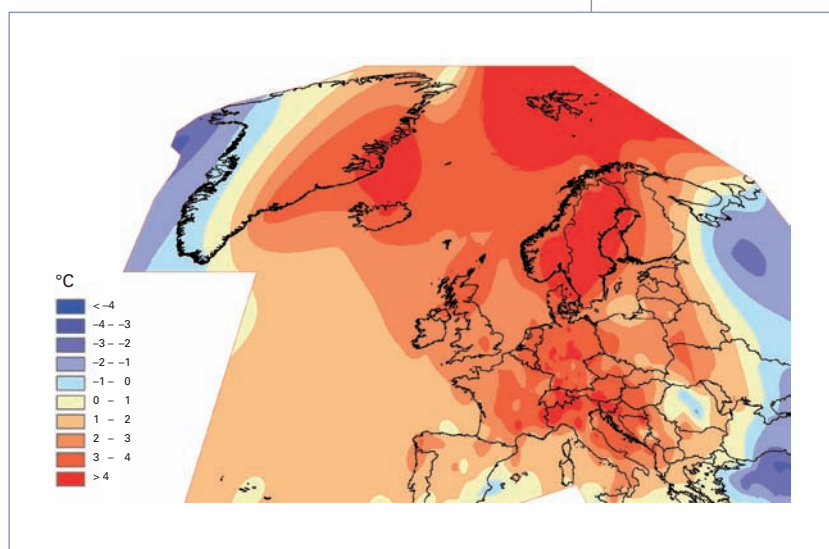 °C
< –4
–4 – –3
–3 – –2
–2 – –1
–1 – 0
0 – 1
1 – 2
2 – 3
3 – 4
> 4